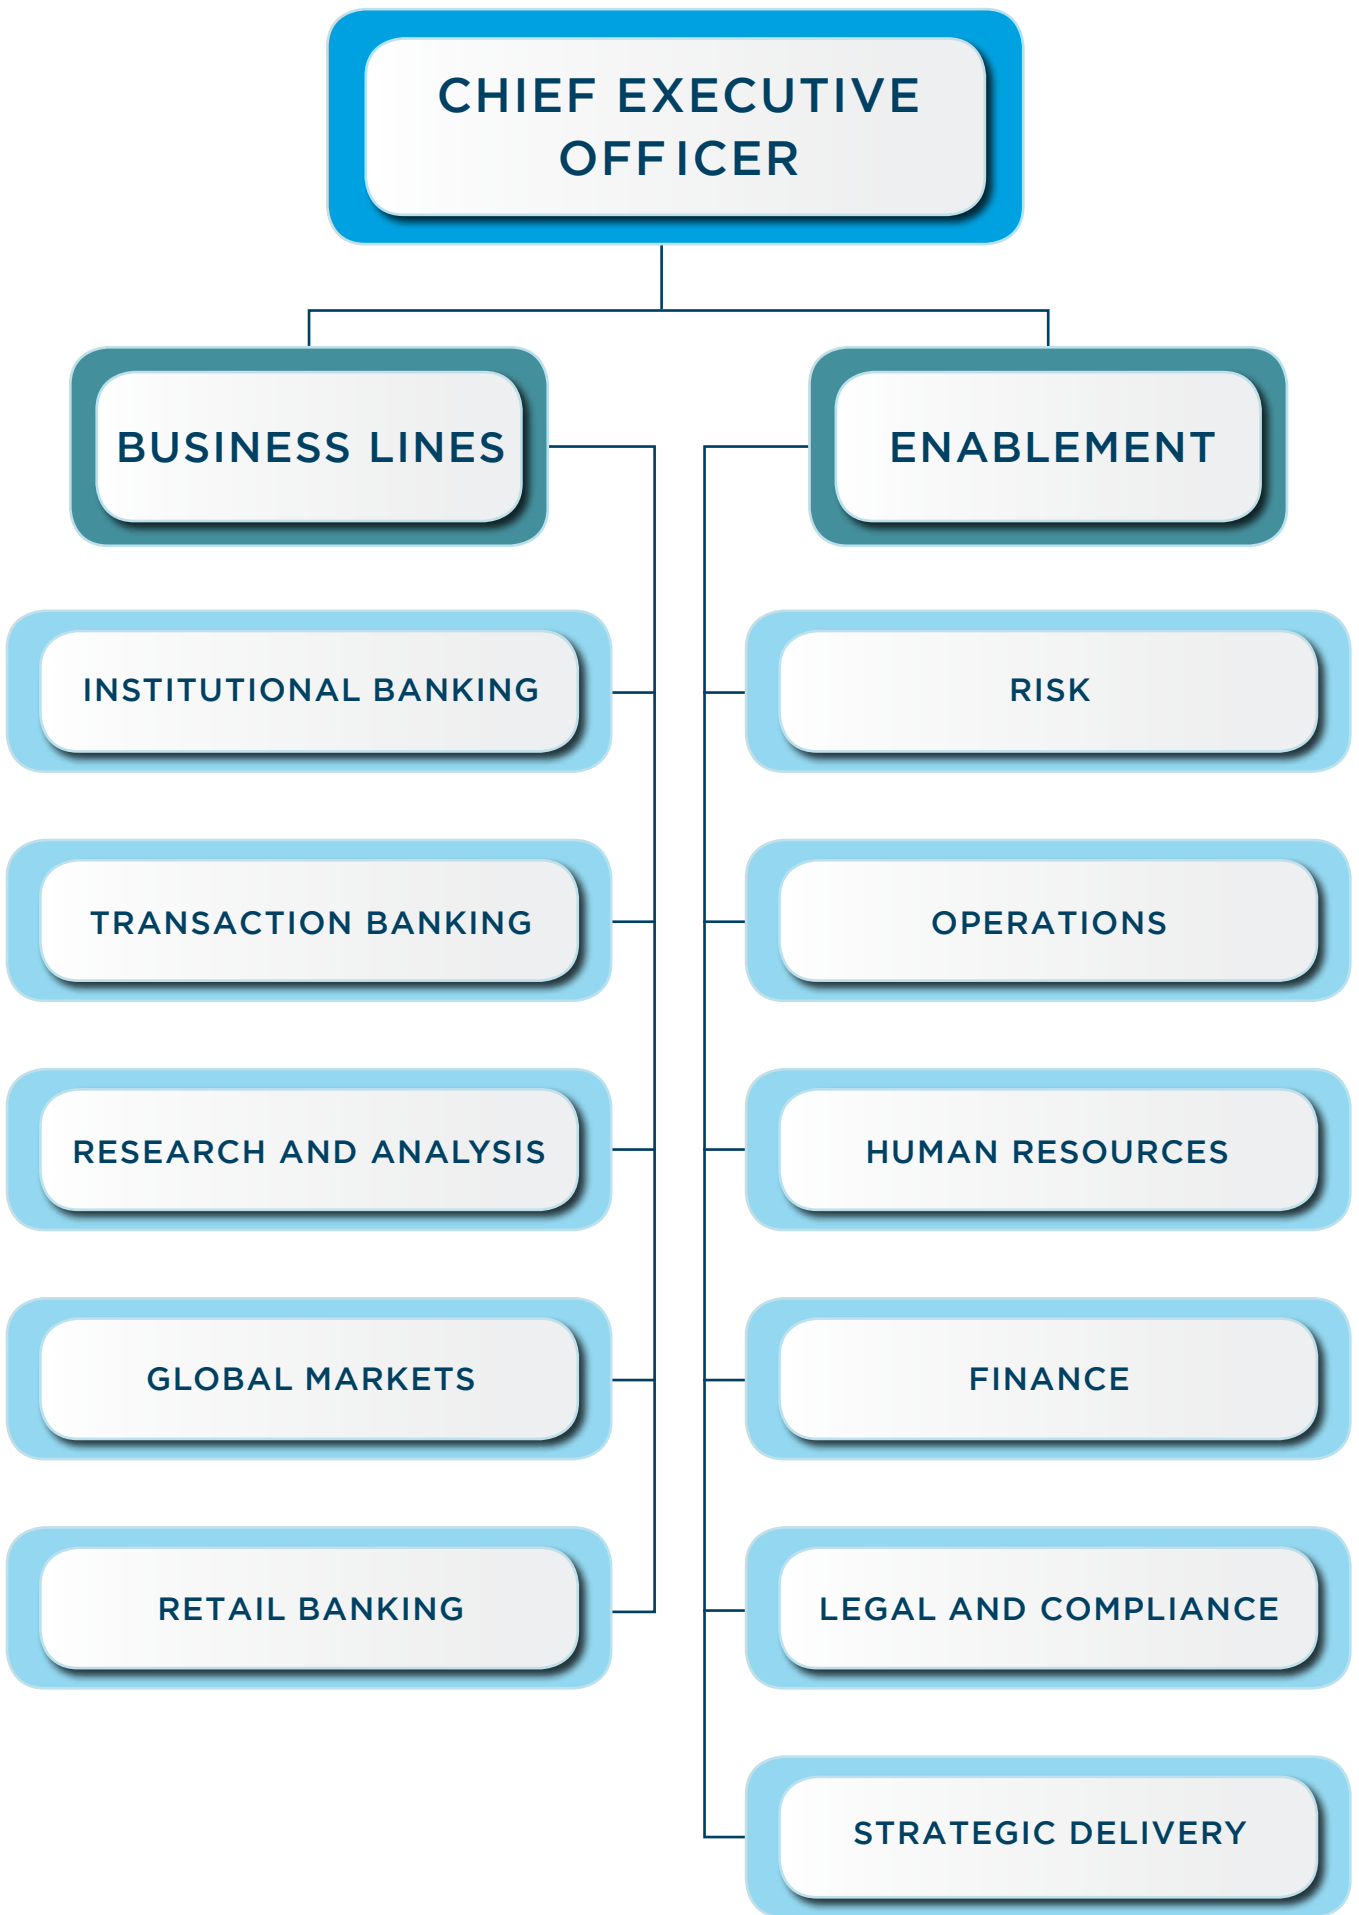 CHIEF EXECUTIVE
OFFICER
BUSINESS LINES
ENABLEMENT
INSTITUTIONAL BANKING
RISK
TRANSACTION BANKING
OPERATIONS
RESEARCH AND ANALYSIS
HUMAN RESOURCES
GLOBAL MARKETS
FINANCE
RETAIL BANKING
LEGAL AND COMPLIANCE
STRATEGIC DELIVERY